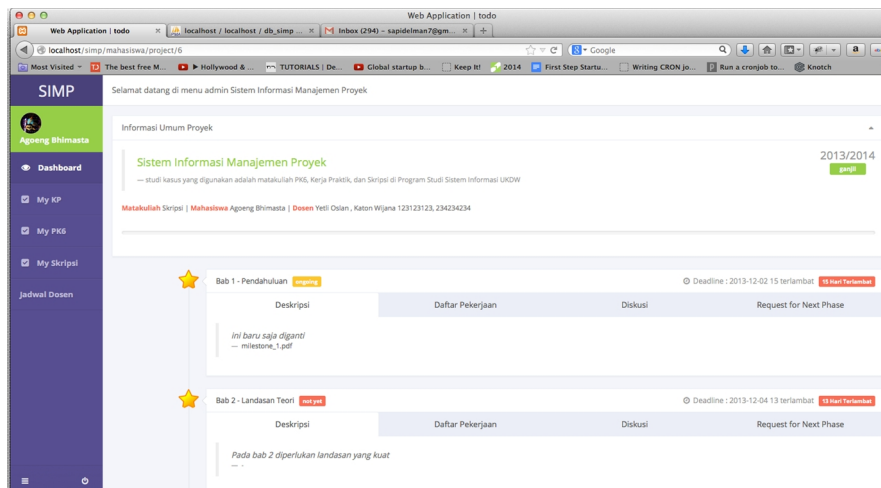 Web Application | todo
Web Application | todo
localhost / localhost / db_simp ...
Inbox (294) - sapidelman7@gm...
localhost/simp/mahasiswa/project/6
Google
Most Visited
The best free M...
Hollywood & ...
TUTORIALS | De...
Global startup b...
Keep It!
2014
First Step Startu...
Writing CRON jo...
Run a cronjob to...
Knotch
SIMP
Selamat datang di menu admin Sistem Informasi Manajemen Proyek
Agoeng Bhimasta
Dashboard
My KP
My PK6
My Skripsi
Jadwal Dosen
Informasi Umum Proyek
Sistem Informasi Manajemen Proyek
2013/2014
ganjil
— studi kasus yang digunakan adalah matakuliah PK6, Kerja Praktik, dan Skripsi di Program Studi Sistem Informasi UKDW
Matakuliah Skripsi | Mahasiswa Agoeng Bhimasta | Dosen Yetli Oslan , Katon Wijana 123123123, 234234234
Bab 1 - Pendahuluan ongoing
Deadline : 2013-12-02 15 terlambat 15 Hari Terlambat
Deskripsi Daftar Pekerjaan Diskusi Request for Next Phase
ini baru saja diganti
— milestone_1.pdf
Bab 2 - Landasan Teori not yet
Deadline : 2013-12-04 13 terlambat 13 Hari Terlambat
Deskripsi Daftar Pekerjaan Diskusi Request for Next Phase
Pada bab 2 diperlukan landasan yang kuat
— -